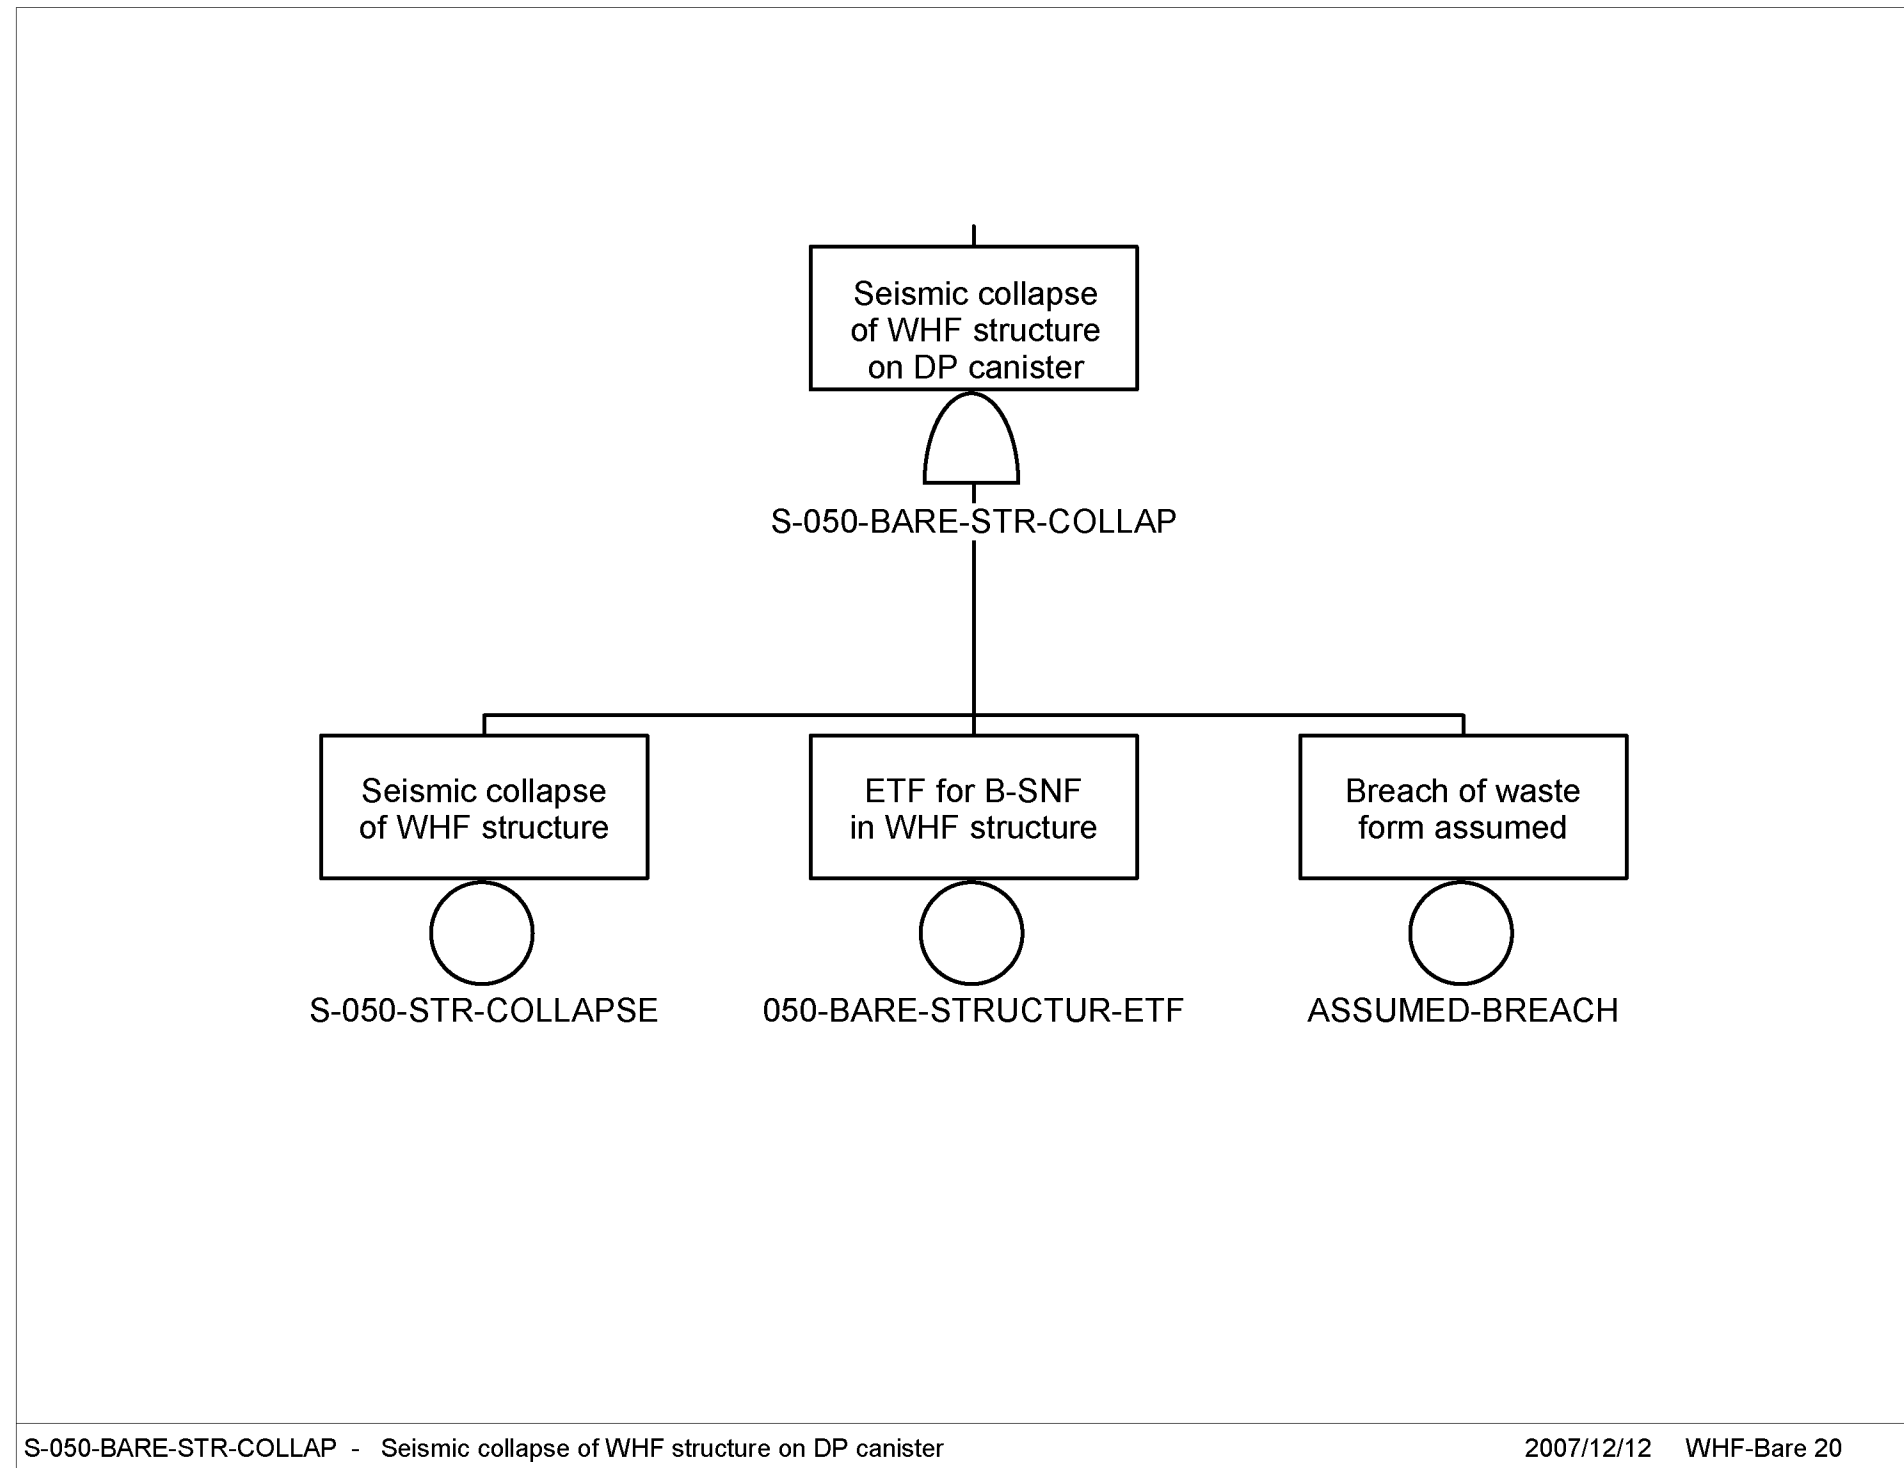 Seismic collapse
of WHF structure
on DP canister
S-050-BARE-STR-COLLAP
Seismic collapse
of WHF structure
ETF for B-SNF
in WHF structure
Breach of waste
form assumed
S-050-STR-COLLAPSE
050-BARE-STRUCTUR-ETF
ASSUMED-BREACH
S-050-BARE-STR-COLLAP - Seismic collapse of WHF structure on DP canister
2007/12/12 WHF-Bare 20